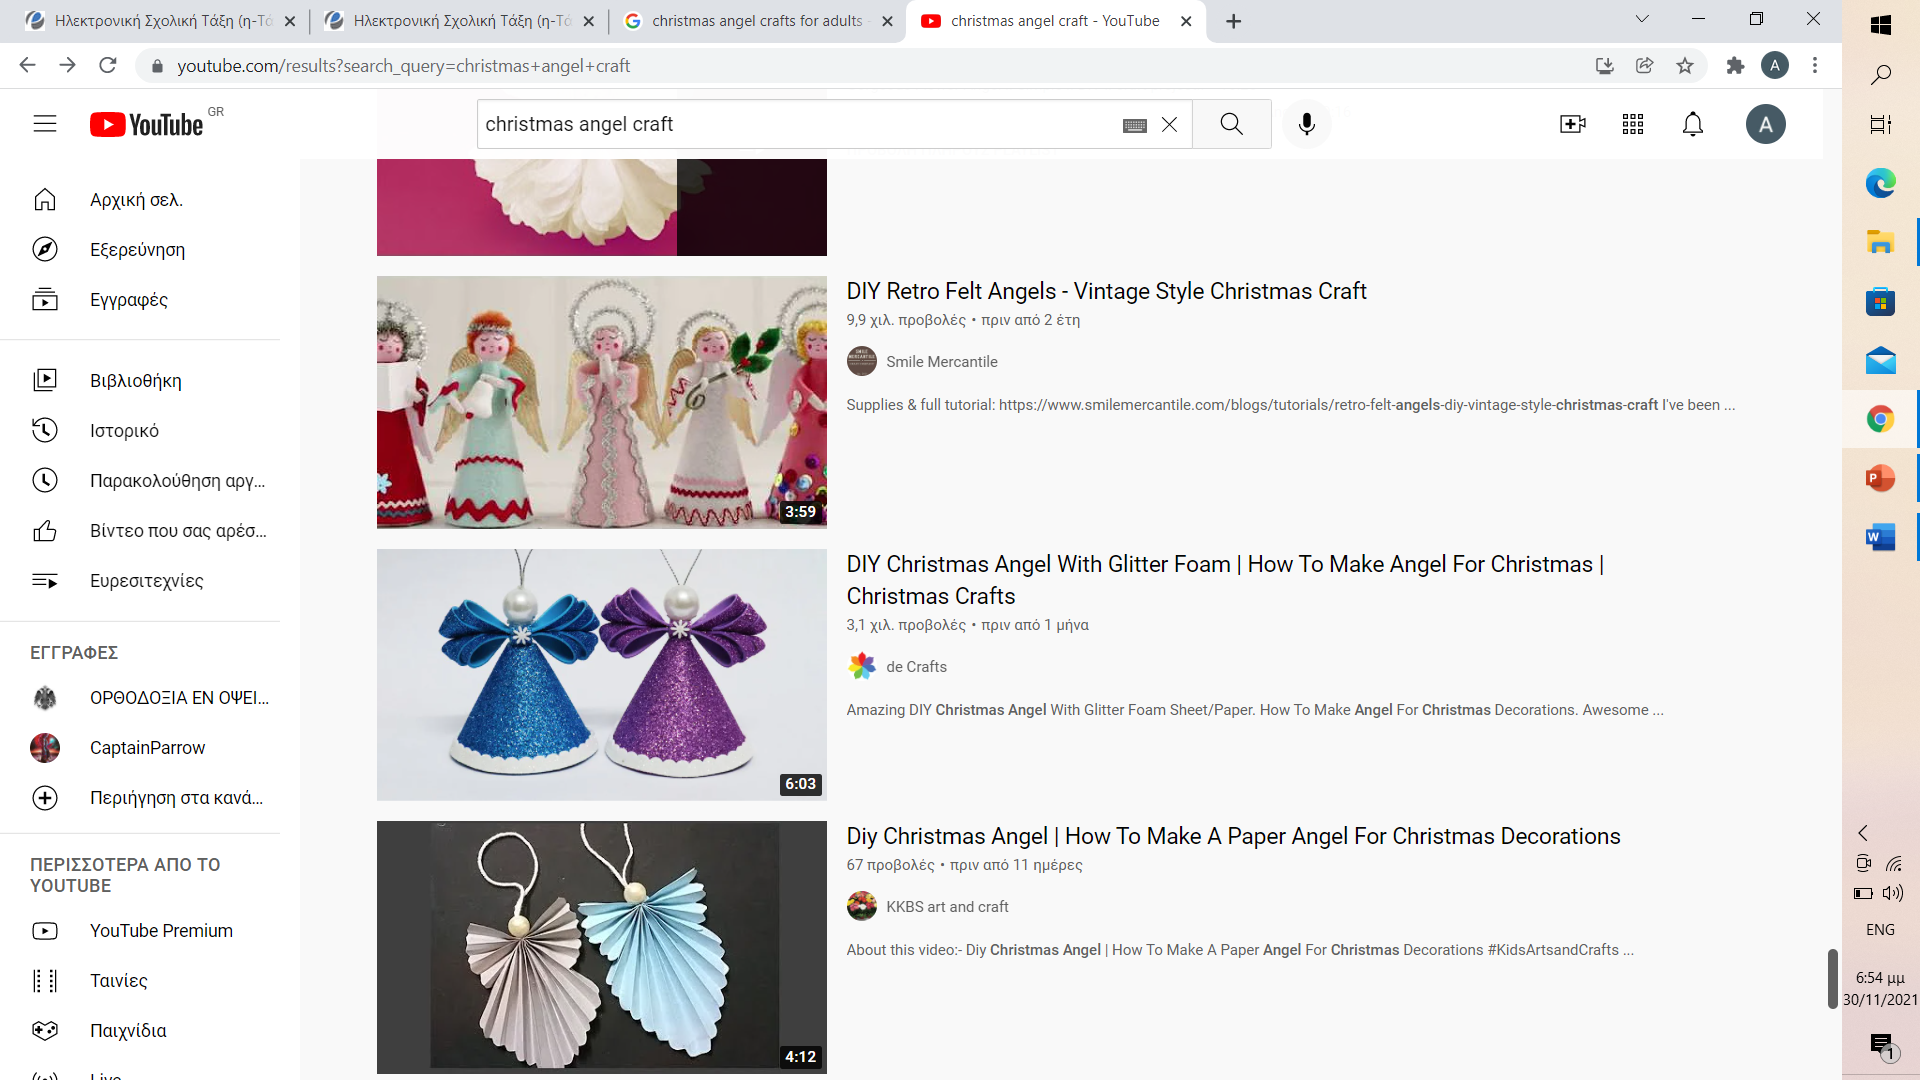 Ηλεκτρονική Σχολική Τάξη (η-Τά
Ηλεκτρονική Σχολική Τάξη (η-Τά
christmas angel crafts for adults -
christmas angel craft - YouTube
youtube.com/results?search_query=christmas+angel+craft
A
YouTube GR
christmas angel craft
A
Αρχική σελ.
Εξερεύνηση
Εγγραφές
Βιβλιοθήκη
Ιστορικό
Παρακολούθηση αργ...
Βίντεο που σας αρέσ...
Ευρεσιτεχνίες
ΕΓΓΡΑΦΕΣ
ΟΡΘΟΔΟΞΙΑ ΕΝ ΟΨΕΙ...
CaptainParrow
Περιήγηση στα κανά...
ΠΕΡΙΣΣΟΤΕΡΑ ΑΠΟ ΤΟ
YOUTUBE
YouTube Premium
Ταινίες
Παιχνίδια
Live
DIY Retro Felt Angels - Vintage Style Christmas Craft
9,9 χιλ. προβολές • πριν από 2 έτη
Smile Mercantile
Supplies & full tutorial: https://www.smilemercantile.com/blogs/tutorials/retro-felt-angels-diy-vintage-style-christmas-craft I've been ...
3:59
DIY Christmas Angel With Glitter Foam | How To Make Angel For Christmas |
Christmas Crafts
3,1 χιλ. προβολές • πριν από 1 μήνα
de Crafts
Amazing DIY Christmas Angel With Glitter Foam Sheet/Paper. How To Make Angel For Christmas Decorations. Awesome ...
6:03
Diy Christmas Angel | How To Make A Paper Angel For Christmas Decorations
67 προβολές • πριν από 11 ημέρες
KKBS art and craft
About this video:- Diy Christmas Angel | How To Make A Paper Angel For Christmas Decorations #KidsArtsandCrafts ...
4:12
ENG
6:54 μμ
30/11/2021
1